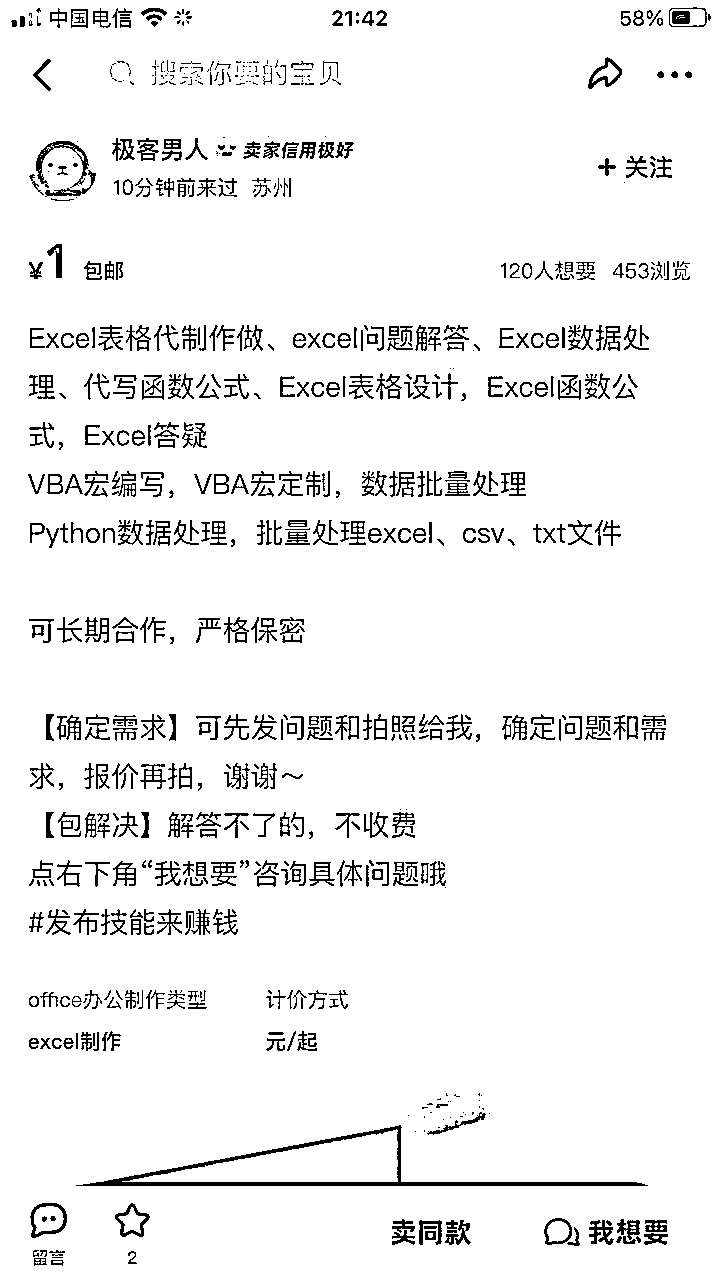 中国电信 21:42 58%
搜索你要的宝贝
极客男人 卖家信用极好
10分钟前来过 苏州
+ 关注
¥1 包邮 120人想要 453浏览
Excel表格代制作做、excel问题解答、Excel数据处
理、代写函数公式、Excel表格设计，Excel函数公
式，Excel答疑
VBA宏编写，VBA宏定制，数据批量处理
Python数据处理，批量处理excel、csv、txt文件
可长期合作，严格保密
【确定需求】可先发问题和拍照给我，确定问题和需
求，报价再拍，谢谢～
【包解决】解答不了的，不收费
点右下角“我想要”咨询具体问题哦
#发布技能来赚钱
office办公制作类型 计价方式
excel制作 元/起
留言 2 卖同款 我想要